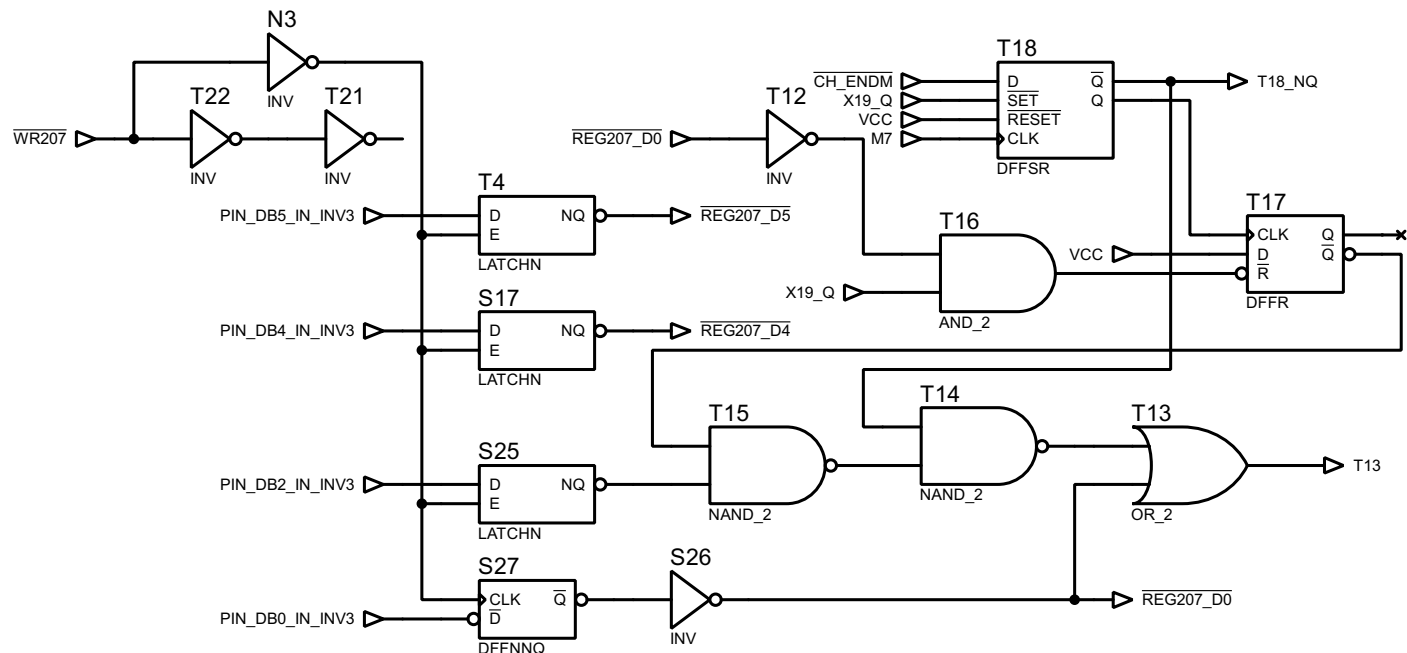 N3
INV
T22
INV
T21
INV
WR207
T4
D
NQ
E
LATCHN
PIN_DB5_IN_INV3
REG207_D5
S17
D
NQ
E
LATCHN
PIN_DB4_IN_INV3
REG207_D4
S25
D
NQ
E
LATCHN
PIN_DB2_IN_INV3
S27
CLK
Q
D
DFFNNQ
PIN_DB0_IN_INV3
S26
INV
REG207_D0
REG207_D0
T12
INV
T18
CH_ENDM
X19_Q
VCC
M7
D
Q
SET
Q
RESET
CLK
DFFSR
T18_NQ
T16
X19_Q
AND_2
T17
CLK
Q
D
Q
R
DFFR
VCC
T15
NAND_2
T14
NAND_2
T13
OR_2
T13